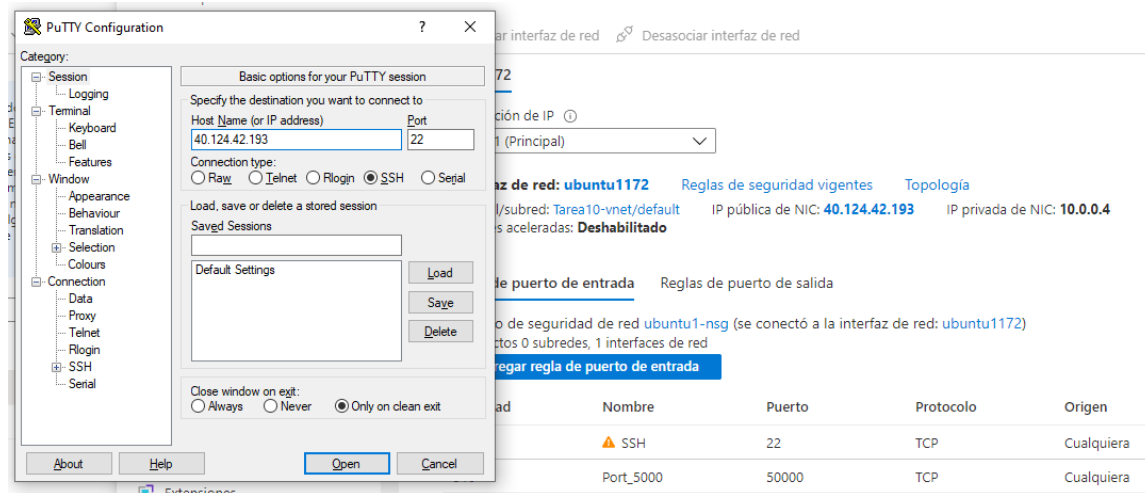 PuTTY Configuration
?
Category:
Session
Logging
Terminal
Keyboard
Bell
Features
Window
Appearance
Behaviour
Translation
Selection
Colours
Connection
Data
Proxy
Telnet
Rlogin
SSH
Serial
Basic options for your PuTTY session
Specify the destination you want to connect to
Host Name (or IP address) Port
40.124.42.193 22
Connection type:
Raw Telnet Rlogin SSH Serial
Load, save or delete a stored session
Saved Sessions
Default Settings
Load
Save
Delete
Close window on exit:
Always Never Only on clean exit
About Help Open Cancel
ar interfaz de red Desasociar interfaz de red
72
ción de IP
1 (Principal)
az de red: ubuntu1172 Reglas de seguridad vigentes Topología
l/subred: Tarea10-vnet/default IP pública de NIC: 40.124.42.193 IP privada de NIC: 10.0.0.4
s aceleradas: Deshabilitado
de puerto de entrada Reglas de puerto de salida
o de seguridad de red ubuntu1-nsg (se conectó a la interfaz de red: ubuntu1172)
ctos 0 subredes, 1 interfaces de red
regar regla de puerto de entrada
ad Nombre Puerto Protocolo Origen
SSH 22 TCP Cualquiera
Port_5000 50000 TCP Cualquiera
Extensiones